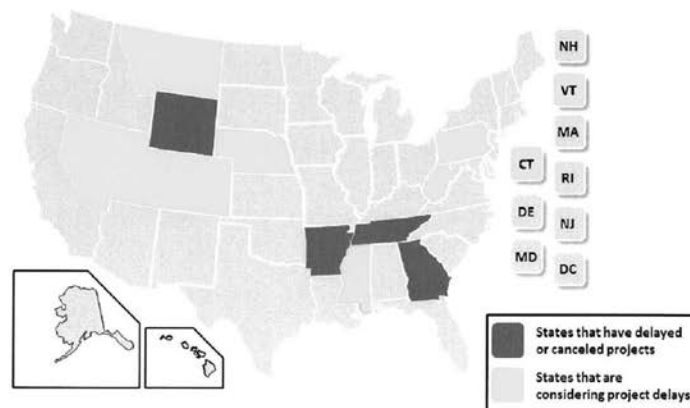 NH
VT
MA
CT
RI
DE
NJ
MD
DC
States that have delayed
or canceled projects
States that are
considering project delays